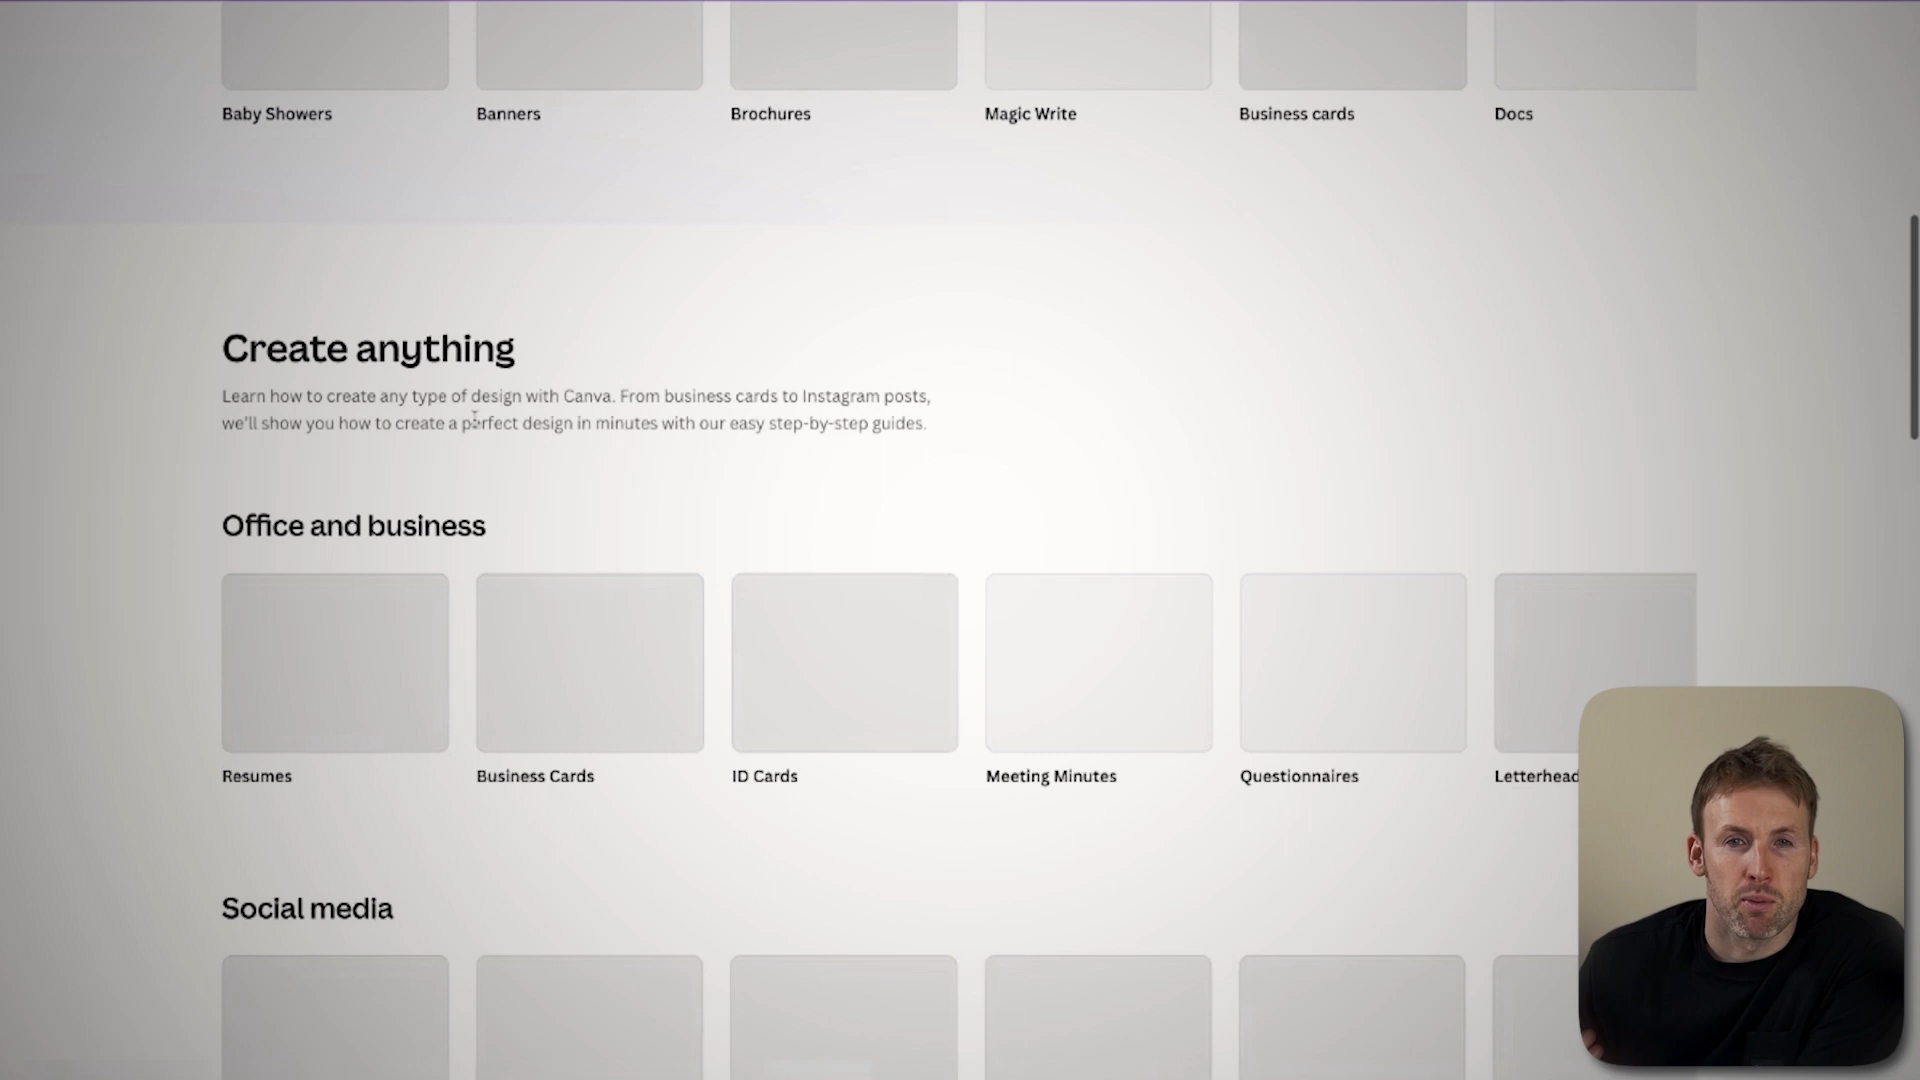 Baby Showers
Banners
Brochures
Magic Write
Business cards
Docs
Create anything
Learn how to create any type of design with Canva. From business cards to Instagram posts,
we'll show you how to create a perfect design in minutes with our easy step-by-step guides.
Office and business
Resumes
Business Cards
ID Cards
Meeting Minutes
Questionnaires
Letterhead
Social media